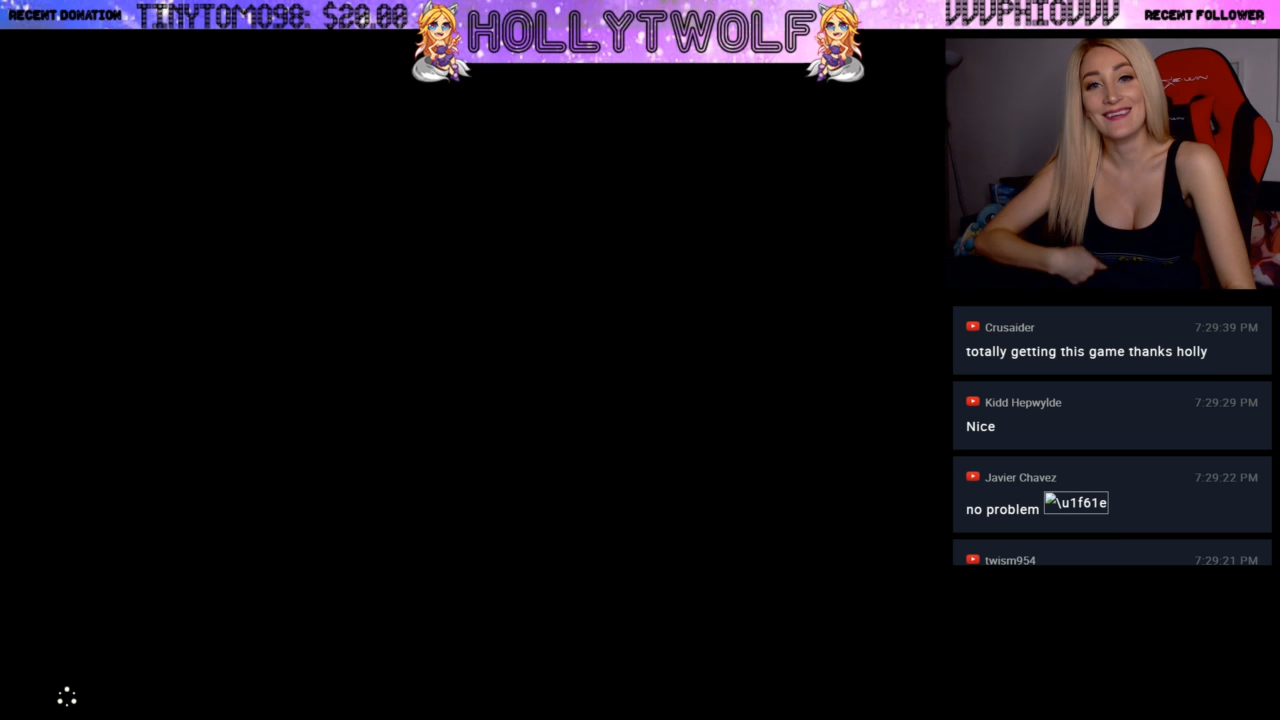 RECENT DONATION
TINYTOMO98: $20.00
HOLLYTWOLF
RECENT FOLLOWER
Crusaider 7:29:39 PM
totally getting this game thanks holly
Kidd Hepwylde 7:29:29 PM
Nice
Javier Chavez 7:29:22 PM
no problem \u1f61e
twism954 7:29:21 PM